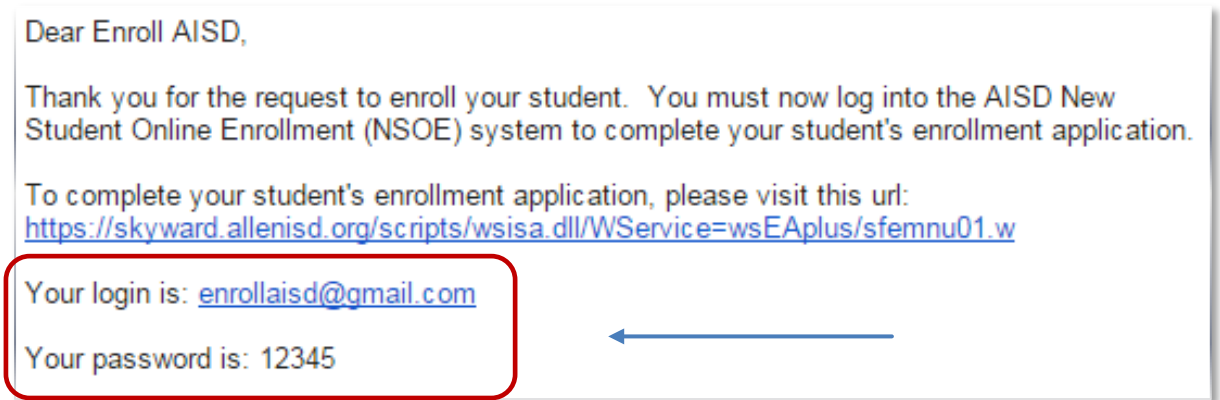 Dear Enroll AISD,
Thank you for the request to enroll your student.  You must now log into the AISD New
Student Online Enrollment (NSOE) system to complete your student's enrollment application.
To complete your student's enrollment application, please visit this url:
https://skyward.allenisd.org/scripts/wsisa.dll/WService=wsEAplus/sfemnu01.w
Your login is: enrollaisd@gmail.com
Your password is: 12345